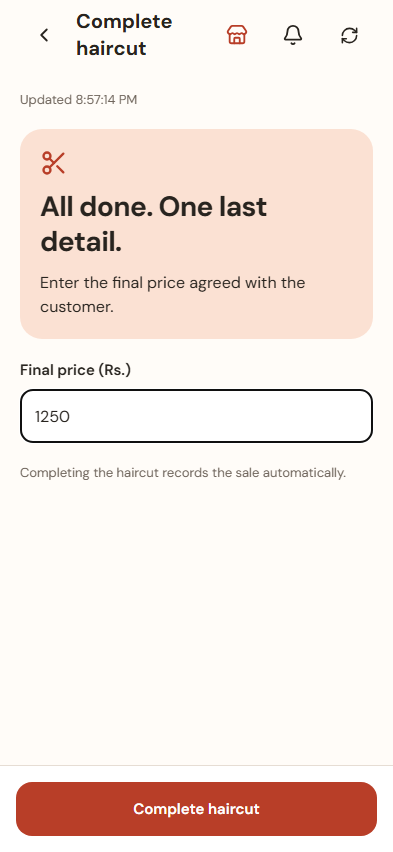 Complete
haircut
Updated 8:57:14 PM
All done. One last
detail.
Enter the final price agreed with the
customer.
Final price (Rs.)
1250
Completing the haircut records the sale automatically.
Complete haircut